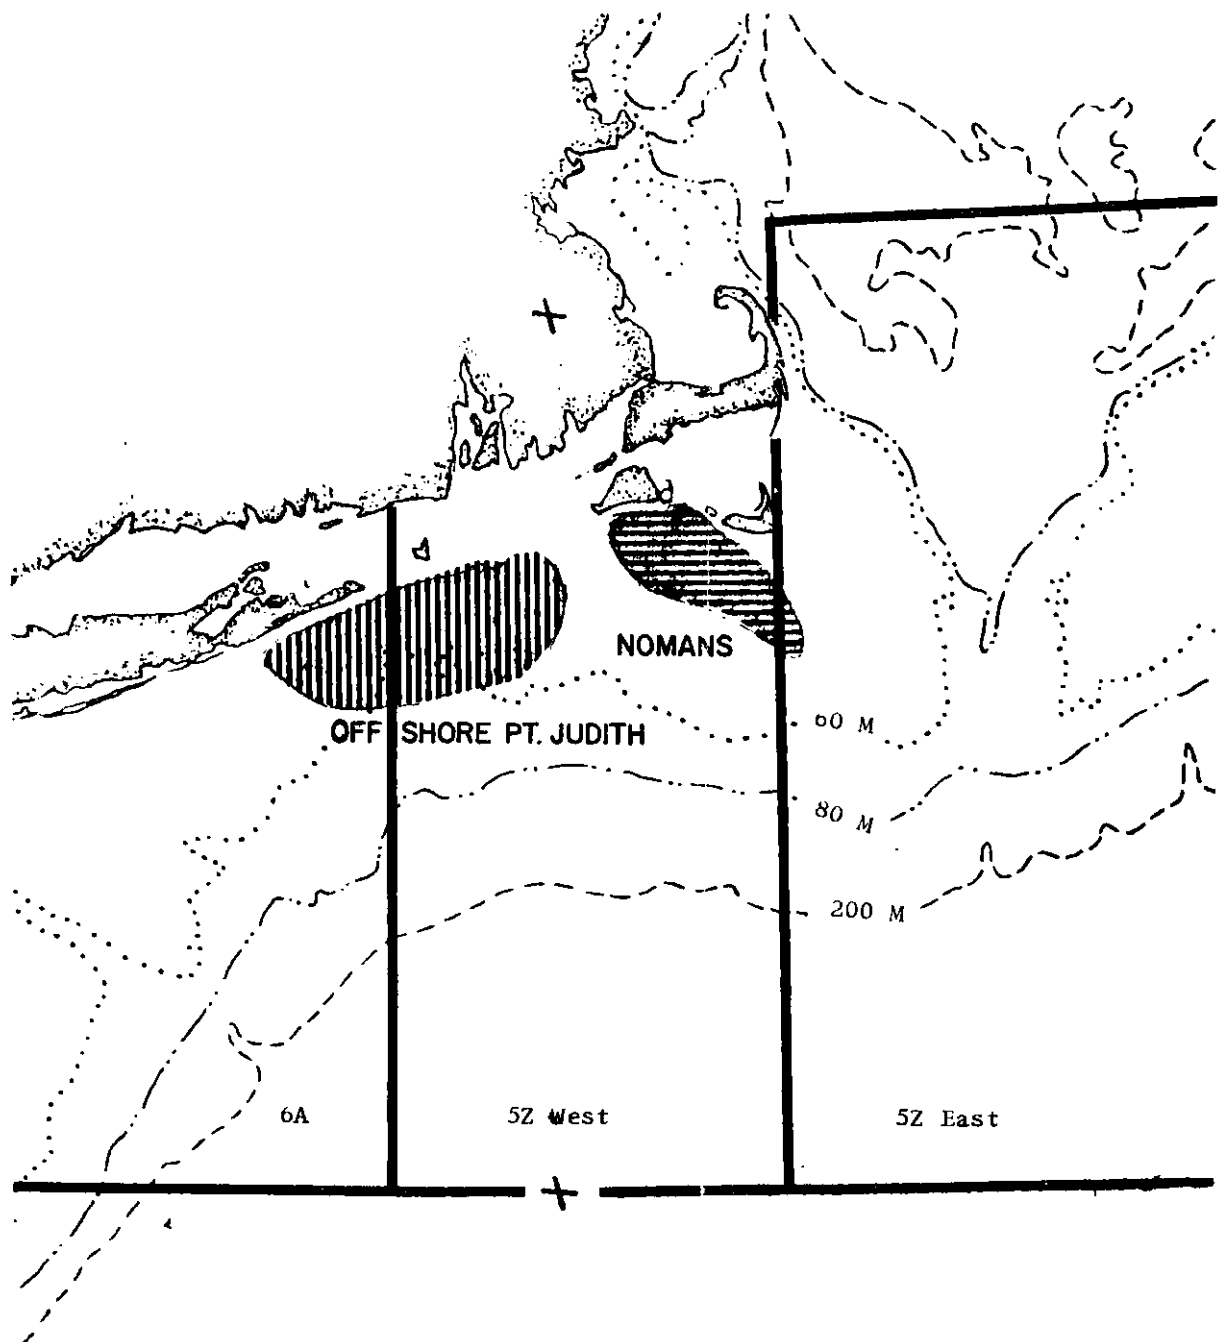 NOMANS
60 M
OFF SHORE PT. JUDITH
80 M
200 M
6A
5Z West
5Z East